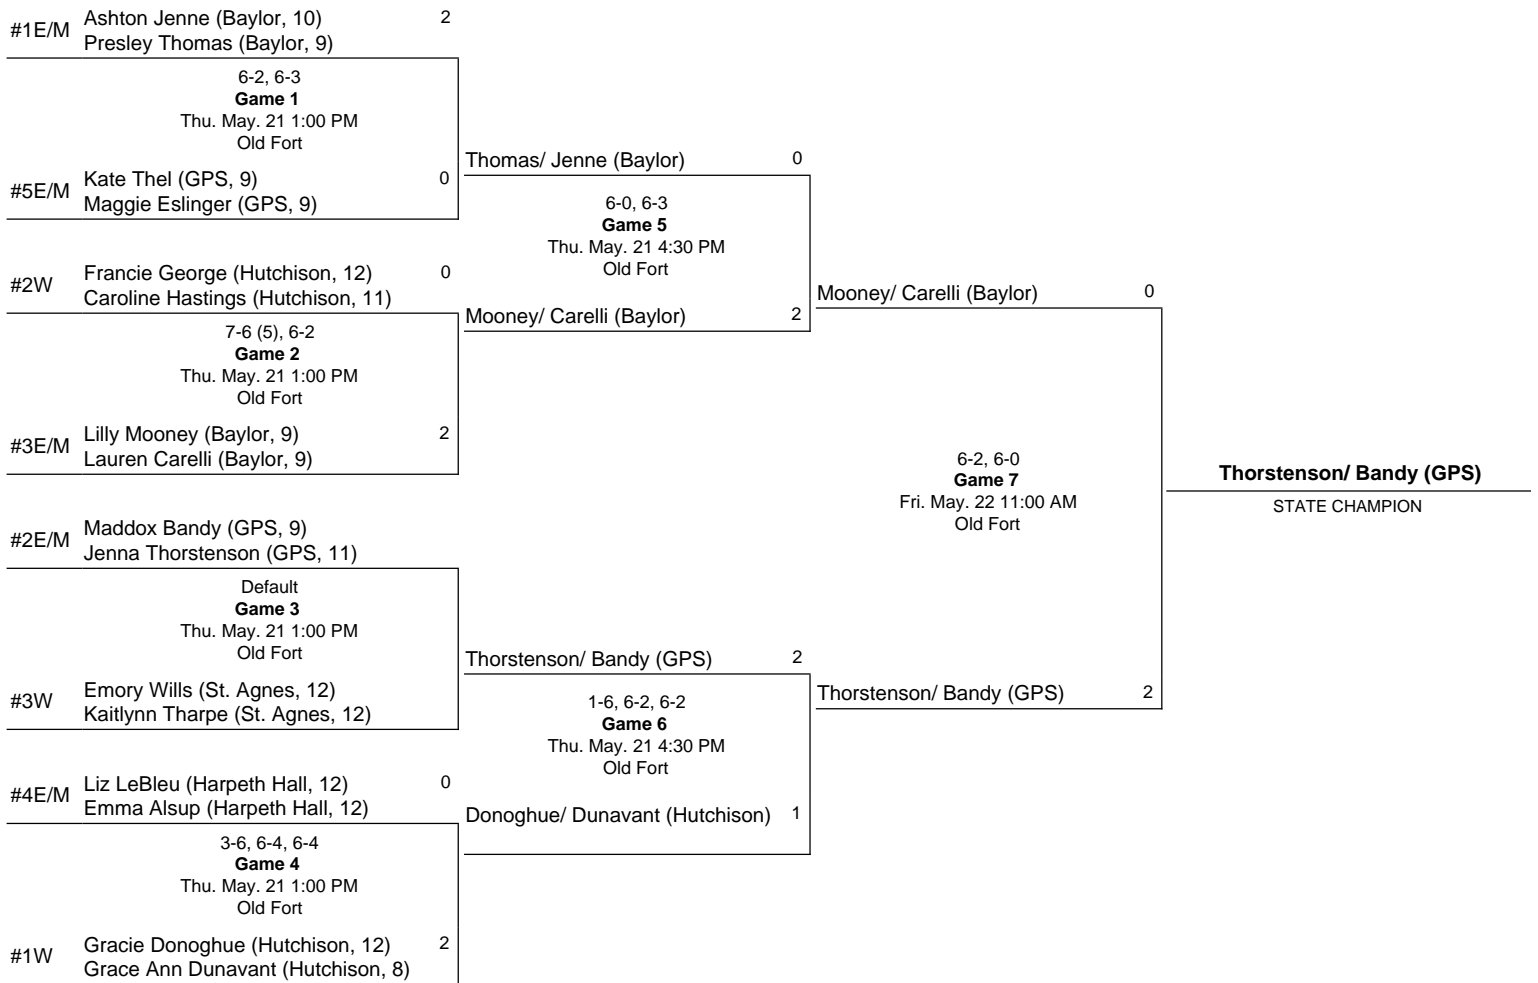 #1E/M
Ashton Jenne (Baylor, 10) 2
Presley Thomas (Baylor, 9)
6-2, 6-3
Game 1
Thu. May. 21 1:00 PM
Old Fort
#5E/M
Kate Thel (GPS, 9) 0
Maggie Eslinger (GPS, 9)
#2W
Francie George (Hutchison, 12) 0
Caroline Hastings (Hutchison, 11)
7-6 (5), 6-2
Game 2
Thu. May. 21 1:00 PM
Old Fort
#3E/M
Lilly Mooney (Baylor, 9) 2
Lauren Carelli (Baylor, 9)
#2E/M
Maddox Bandy (GPS, 9)
Jenna Thorstenson (GPS, 11)
Default
Game 3
Thu. May. 21 1:00 PM
Old Fort
#3W
Emory Wills (St. Agnes, 12)
Kaitlynn Tharpe (St. Agnes, 12)
#4E/M
Liz LeBleu (Harpeth Hall, 12) 0
Emma Alsup (Harpeth Hall, 12)
3-6, 6-4, 6-4
Game 4
Thu. May. 21 1:00 PM
Old Fort
#1W
Gracie Donoghue (Hutchison, 12) 2
Grace Ann Dunavant (Hutchison, 8)
Thomas/ Jenne (Baylor) 0
6-0, 6-3
Game 5
Thu. May. 21 4:30 PM
Old Fort
Mooney/ Carelli (Baylor) 2
Thorstenson/ Bandy (GPS) 2
1-6, 6-2, 6-2
Game 6
Thu. May. 21 4:30 PM
Old Fort
Donoghue/ Dunavant (Hutchison) 1
Mooney/ Carelli (Baylor) 0
6-2, 6-0
Game 7
Fri. May. 22 11:00 AM
Old Fort
Thorstenson/ Bandy (GPS) 2
Thorstenson/ Bandy (GPS)
STATE CHAMPION